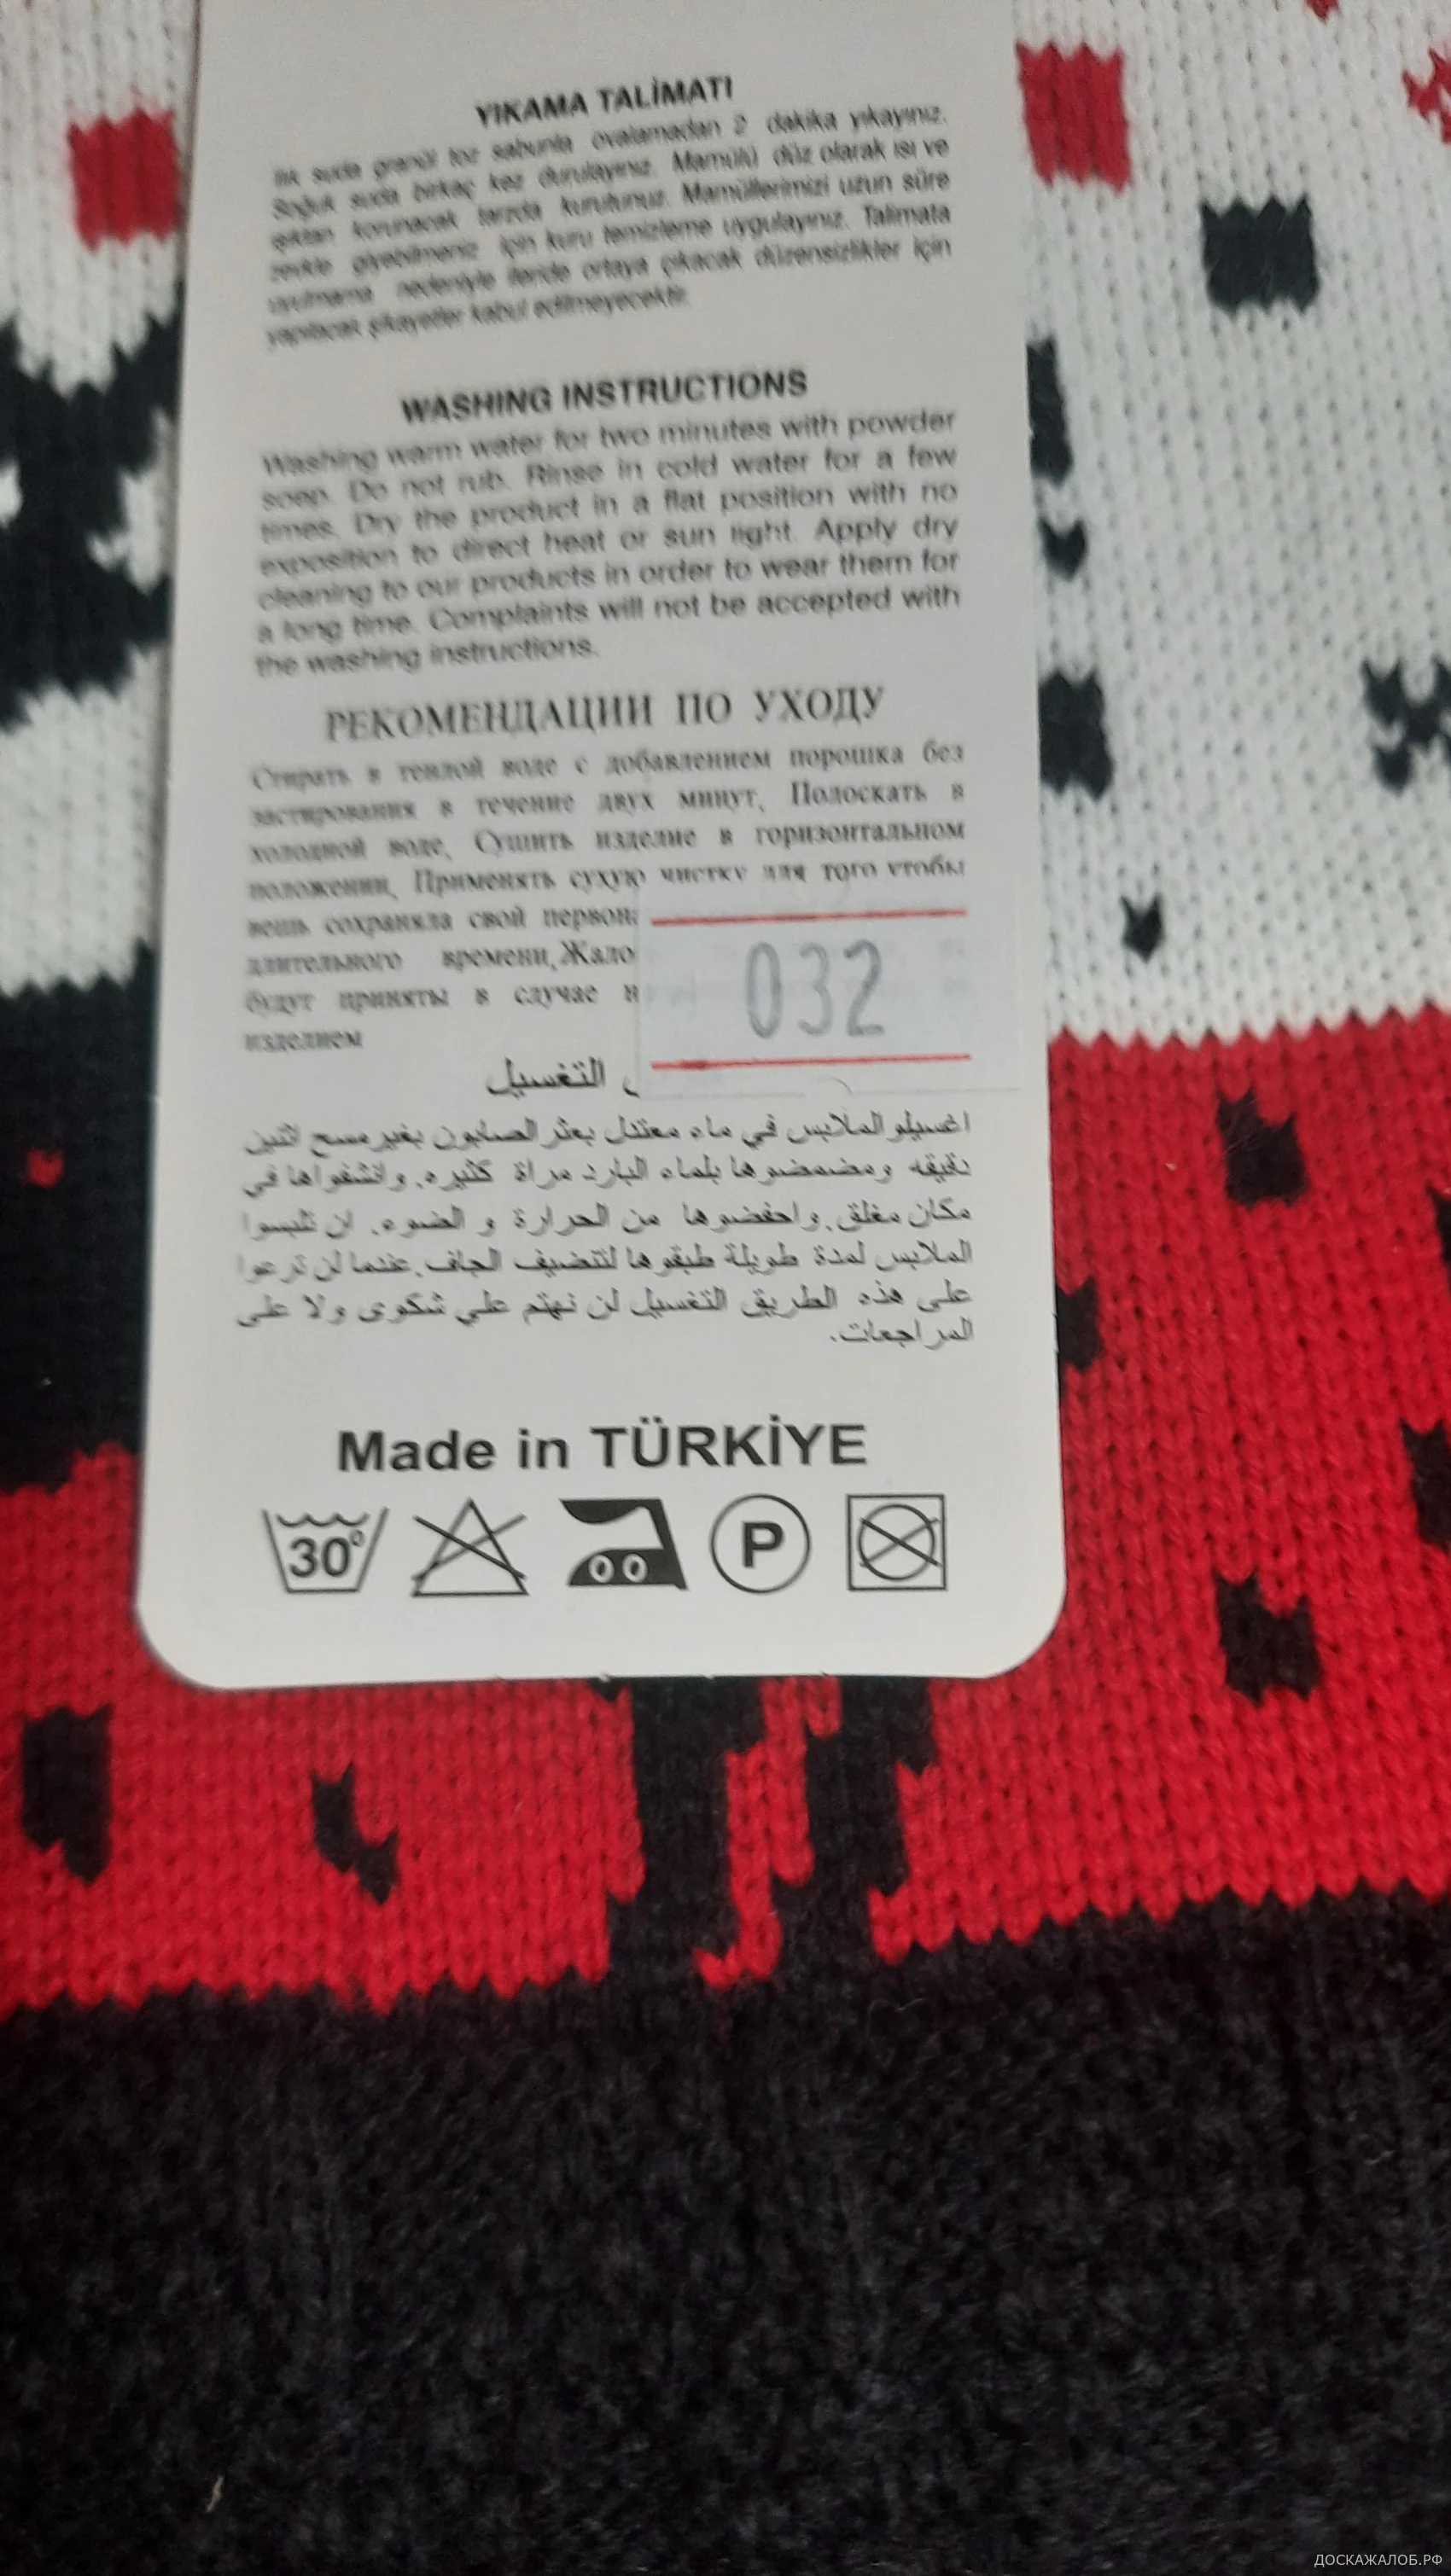 YIKAMA TALİMATI
Ilık suda granül toz sabunla ovalamadan 2 dakika yıkayınız.
Soğuk suda birkaç kez durulayınız. Mamülü düz olarak ısı ve
ışıktan korunacak tarzda kurutunuz. Mamüllerimizi uzun süre
zevkle giyebilmeniz için kuru temizleme uygulayınız. Talimata
uyulmama nedeniyle ileride ortaya çıkacak düzensizlikler için
yapılacak şikayetler kabul edilmeyecektir.
WASHING INSTRUCTIONS
Washing warm water for two minutes with powder
soep. Do not rub. Rinse in cold water for a few
times. Dry the product in a flat position with no
exposition to direct heat or sun light. Apply dry
cleaning to our products in order to wear them for
a long time. Complaints will not be accepted with
the washing instructions.
РЕКОМЕНДАЦИИ ПО УХОДУ
Стирать в теплой воде с добавлением порошка без
застирования в течение двух минут, Полоскать в
холодной воде, Сушить изделие в горизонтальном
положении, Применять сухую чистку для того чтобы
вешь сохраняла свой первон
длительного времени,Жало
будут приняты в случае н
изделием
032
التغسيل
اغسيلو الملابس في ماء معتدل بعثر الصابون بغير مسح اثنين
دقيقه ومضمضوها بلماء البارد مراة كثيره. وانشفواها في
مكان مغلق. واحفضوها من الحرارة و الضوء. ان تلبسوا
الملابس لمدة طويلة طبقوها لتنضيف الجاف. عندما لن ترعوا
على هذه الطريق التغسيل لن نهتم علي شكوى ولا على
المراجعات.
Made in TÜRKİYE
30° 00 P
ДОСКАЖАЛОБ.РФ